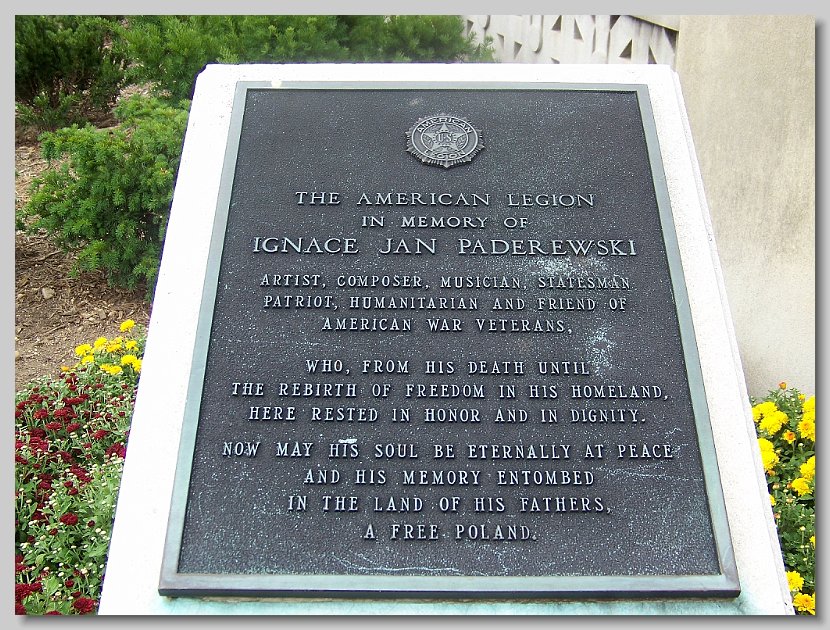 AMERICAN
US
LEGION
THE AMERICAN LEGION
IN MEMORY OF
IGNACE JAN PADEREWSKI
ARTIST, COMPOSER, MUSICIAN, STATESMAN
PATRIOT, HUMANITARIAN AND FRIEND OF
AMERICAN WAR VETERANS,
WHO, FROM HIS DEATH UNTIL
THE REBIRTH OF FREEDOM IN HIS HOMELAND,
HERE RESTED IN HONOR AND IN DIGNITY.
NOW MAY HIS SOUL BE ETERNALLY AT PEACE
AND HIS MEMORY ENTOMBED
IN THE LAND OF HIS FATHERS,
A FREE POLAND.